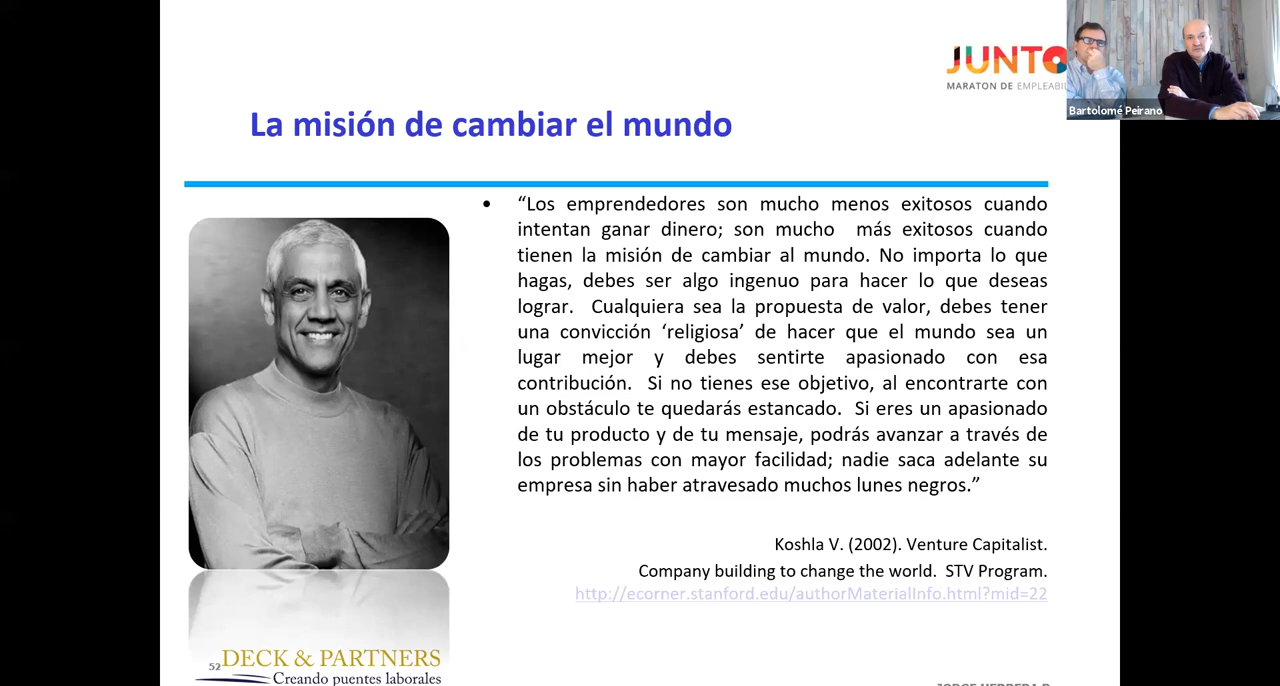 JUNTO
MARATON DE EMPLEABI
Bartolomé Peirano
La misión de cambiar el mundo
• “Los emprendedores son mucho menos exitosos cuando
intentan ganar dinero; son mucho más exitosos cuando
tienen la misión de cambiar al mundo. No importa lo que
hagas, debes ser algo ingenuo para hacer lo que deseas
lograr. Cualquiera sea la propuesta de valor, debes tener
una convicción ‘religiosa’ de hacer que el mundo sea un
lugar mejor y debes sentirte apasionado con esa
contribución. Si no tienes ese objetivo, al encontrarte con
un obstáculo te quedarás estancado. Si eres un apasionado
de tu producto y de tu mensaje, podrás avanzar a través de
los problemas con mayor facilidad; nadie saca adelante su
empresa sin haber atravesado muchos lunes negros.”
Koshla V. (2002). Venture Capitalist.
Company building to change the world. STV Program.
http://ecorner.stanford.edu/authorMaterialInfo.html?mid=22
52
DECK & PARTNERS
Creando puentes laborales